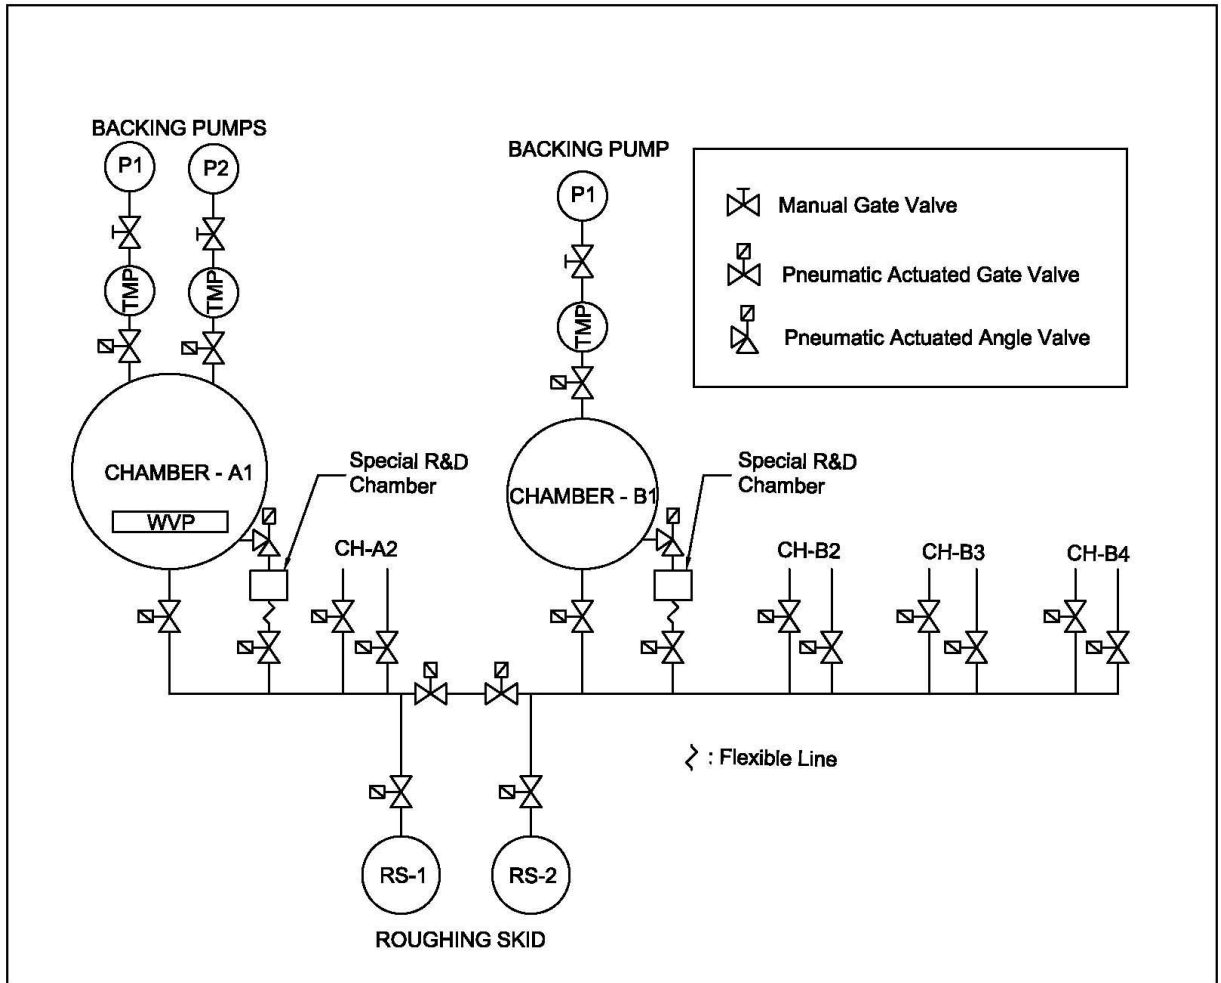 BACKING PUMPS
P1
P2
TMP
TMP
CHAMBER - A1
WVP
Special R&D
Chamber
CH-A2
BACKING PUMP
P1
TMP
CHAMBER - B1
Special R&D
Chamber
CH-B2
CH-B3
CH-B4
Manual Gate Valve
Pneumatic Actuated Gate Valve
Pneumatic Actuated Angle Valve
: Flexible Line
RS-1
RS-2
ROUGHING SKID